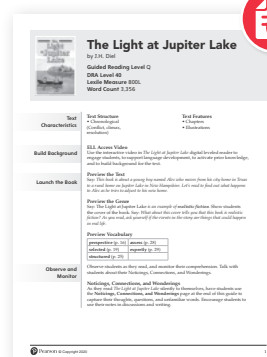 The Light at Jupiter Lake
by J.H. Diel
Guided Reading Level Q
DRA Level 40
Lexile Measure 800L
Word Count 3,356
Text
Characteristics
Text Structure
• Chronological
(Conflict, climax,
resolution)
Text Features
• Chapters
• Illustrations
Build Background
ELL Access Video
Use the interactive video in The Light at Jupiter Lake digital leveled reader to
engage students, to support language development, to activate prior knowledge,
and to build background for the text.
Launch the Book
Preview the Text
Say: This book is about a young boy named Alec who moves from his city home in Texas
to a rural home on Jupiter Lake in New Hampshire. Let's read to find out what happens
to Alec as he tries to adjust to his new home.
Preview the Genre
Say: The Light at Jupiter Lake is an example of realistic fiction. Show students
the cover of the book. Say: What about this cover tells you that this book is realistic
fiction? As you read, ask yourself if the events in the story are things that could happen
in real life.
Preview Vocabulary
perspective (p. 16) assent (p. 20)
infected (p. 19) expertly (p. 29)
structured (p. 25)
Observe and
Monitor
Observe students as they read, and monitor their comprehension. Talk with
students about their Noticings, Connections, and Wonderings.
Noticings, Connections, and Wonderings
As they read The Light at Jupiter Lake silently to themselves, have students use
the Noticings, Connections, and Wonderings page at the end of this guide to
capture their thoughts, questions, and unfamiliar words. Encourage students to
use their notes in discussions and writing.
Pearson © Copyright 2020
1